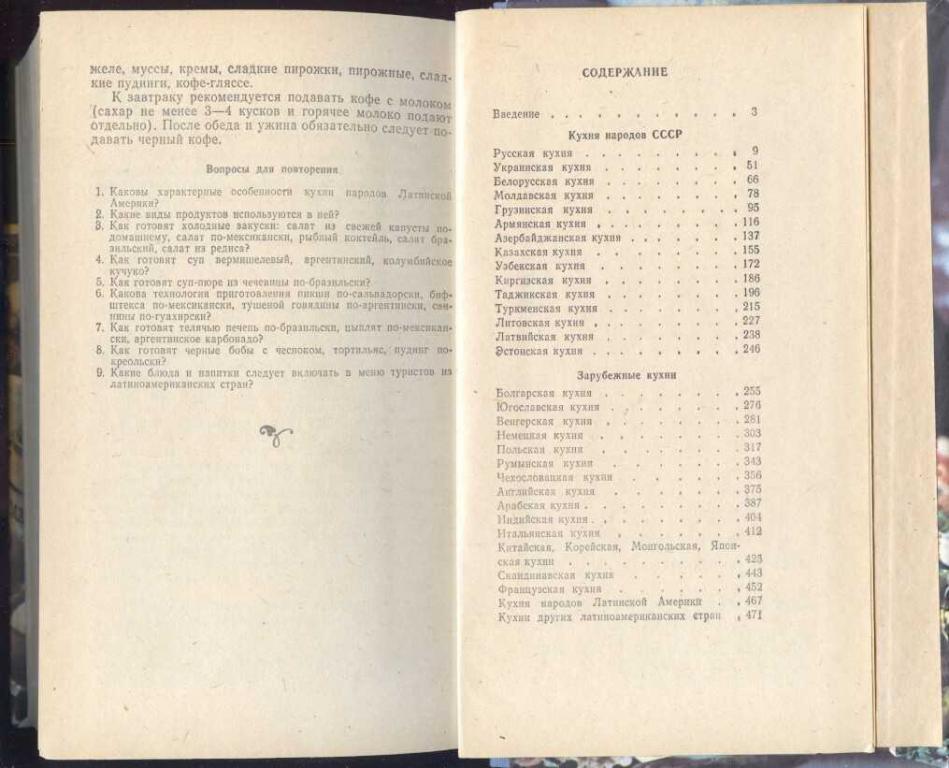 желе, муссы, кремы, сладкие пирожки, пирожные, слад-
кие пудинги, кофе-гляссе.
К завтраку рекомендуется подавать кофе с молоком
(сахар не менее 3—4 кусков и горячее молоко подают
отдельно). После обеда и ужина обязательно следует по-
давать черный кофе.
Вопросы для повторения
1. Каковы характерные особенности кухни народов Латинской
Америки?
2. Какие виды продуктов используются в ней?
3. Как готовят холодные закуски: салат из свежей капусты по-
домашнему, салат по-мексикански, рыбный коктейль, салат бра-
зильский, салат из редиса?
4. Как готовят суп вермишелевый, аргентинский, колумбийское
кучуко?
5. Как готовят суп-пюре из чечевицы по-бразильски?
6. Какова технология приготовления пикши по-сальвадорски, биф-
штекса по-мексикански, тушеной говядины по-аргентински, сви-
нины по-гуахирски?
7. Как готовят телячью печень по-бразильски, цыплят по-мексикан-
ски, аргентинское карбонадо?
8. Как готовят черные бобы с чесноком, тортильяс, пудинг по-
креольски?
9. Какие блюда и напитки следует включать в меню туристов из
латиноамериканских стран?
СОДЕРЖАНИЕ
Введение . . . . . . . . . . . 3
Кухня народов СССР
Русская кухня . . . . . . . . . 9
Украинская кухня . . . . . . . . 51
Белорусская кухня . . . . . . . . 66
Молдавская кухня . . . . . . . . 78
Грузинская кухня . . . . . . . . 95
Армянская кухня . . . . . . . . 116
Азербайджанская кухня . . . . . . . 137
Казахская кухня . . . . . . . . 155
Узбекская кухня . . . . . . . . 172
Киргизская кухня . . . . . . . . 186
Таджикская кухня . . . . . . . . 196
Туркменская кухня . . . . . . . . 215
Литовская кухня . . . . . . . . 227
Латвийская кухня . . . . . . . . 238
Эстонская кухня . . . . . . . . 246
Зарубежные кухни
Болгарская кухня . . . . . . . . 255
Югославская кухня . . . . . . . . 276
Венгерская кухня . . . . . . . . 281
Немецкая кухня . . . . . . . . 303
Польская кухня . . . . . . . . 317
Румынская кухня . . . . . . . . 343
Чехословацкая кухня . . . . . . . 356
Английская кухня . . . . . . . . 375
Арабская кухня . . . . . . . . 387
Индийская кухня . . . . . . . . 404
Итальянская кухня . . . . . . . . 412
Китайская, Корейская, Монгольская, Япон-
ская кухни . . . . . . . . . 423
Скандинавская кухня . . . . . . . 443
Французская кухня . . . . . . . . 452
Кухня народов Латинской Америки . . 467
Кухни других латиноамериканских стран . 471